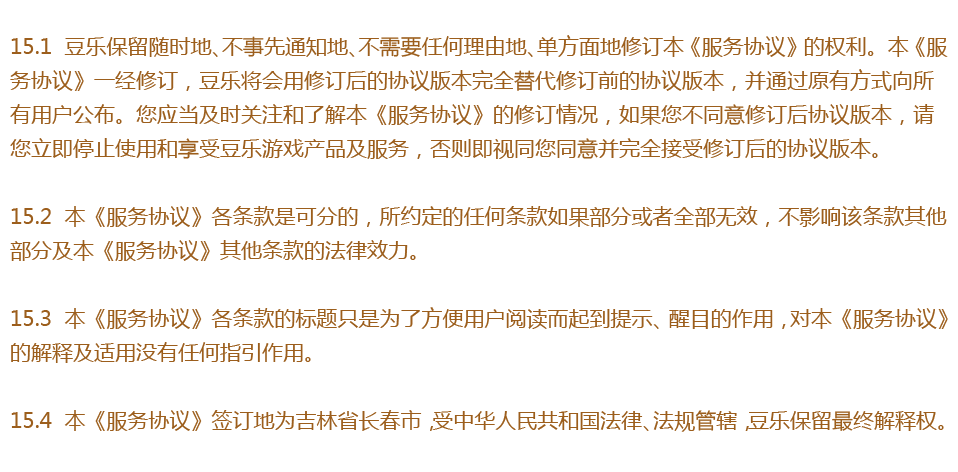 15.1 豆乐保留随时地、不事先通知地、不需要任何理由地、单方面地修订本《服务协议》的权利。本《服
务协议》一经修订，豆乐将会用修订后的协议版本完全替代修订前的协议版本，并通过原有方式向所
有用户公布。您应当及时关注和了解本《服务协议》的修订情况，如果您不同意修订后协议版本，请
您立即停止使用和享受豆乐游戏产品及服务，否则即视同您同意并完全接受修订后的协议版本。
15.2 本《服务协议》各条款是可分的，所约定的任何条款如果部分或者全部无效，不影响该条款其他
部分及本《服务协议》其他条款的法律效力。
15.3 本《服务协议》各条款的标题只是为了方便用户阅读而起到提示、醒目的作用，对本《服务协议》
的解释及适用没有任何指引作用。
15.4 本《服务协议》签订地为吉林省长春市，受中华人民共和国法律、法规管辖，豆乐保留最终解释权。